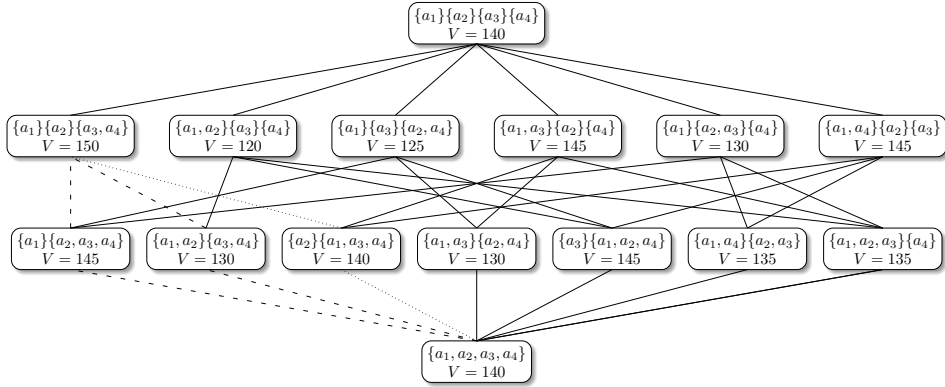 {a₁}{a₂}{a₃}{a₄}
V = 140
{a₁}{a₂}{a₃, a₄}
V = 150
{a₁, a₂}{a₃}{a₄}
V = 120
{a₁}{a₃}{a₂, a₄}
V = 125
{a₁, a₃}{a₂}{a₄}
V = 145
{a₁}{a₂, a₃}{a₄}
V = 130
{a₁, a₄}{a₂}{a₃}
V = 145
{a₁}{a₂, a₃, a₄}
V = 145
{a₁, a₂}{a₃, a₄}
V = 130
{a₂}{a₁, a₃, a₄}
V = 140
{a₁, a₃}{a₂, a₄}
V = 130
{a₃}{a₁, a₂, a₄}
V = 145
{a₁, a₄}{a₂, a₃}
V = 135
{a₁, a₂, a₃}{a₄}
V = 135
{a₁, a₂, a₃, a₄}
V = 140